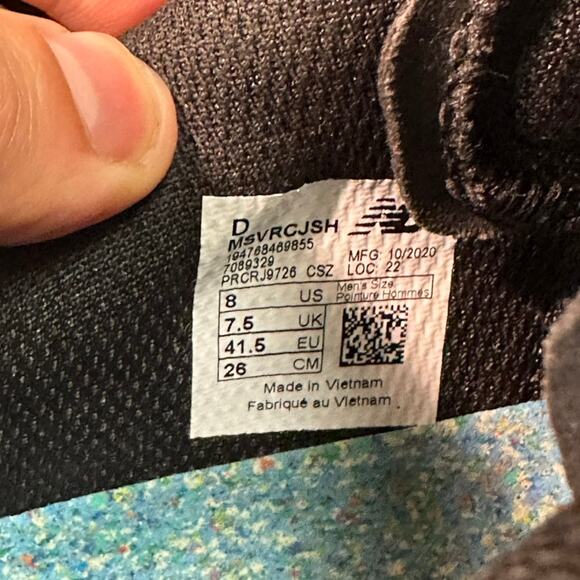 D
MSVRCJSH
194768469855
7089329
PRCRJ9726 CSZ
MFG: 10/2020
LOC: 22
8 US
7.5 UK
41.5 EU
26 CM
Men's Size
Pointure Hommes
Made in Vietnam
Fabriqué au Vietnam